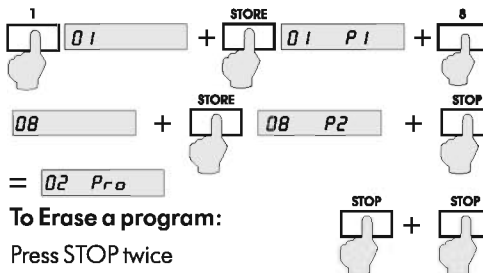 1 STORE 8
01 + 01 P1 +
STORE STOP
08 + 08 P2 +
= 02 Pro
To Erase a program:
STOP + STOP
Press STOP twice